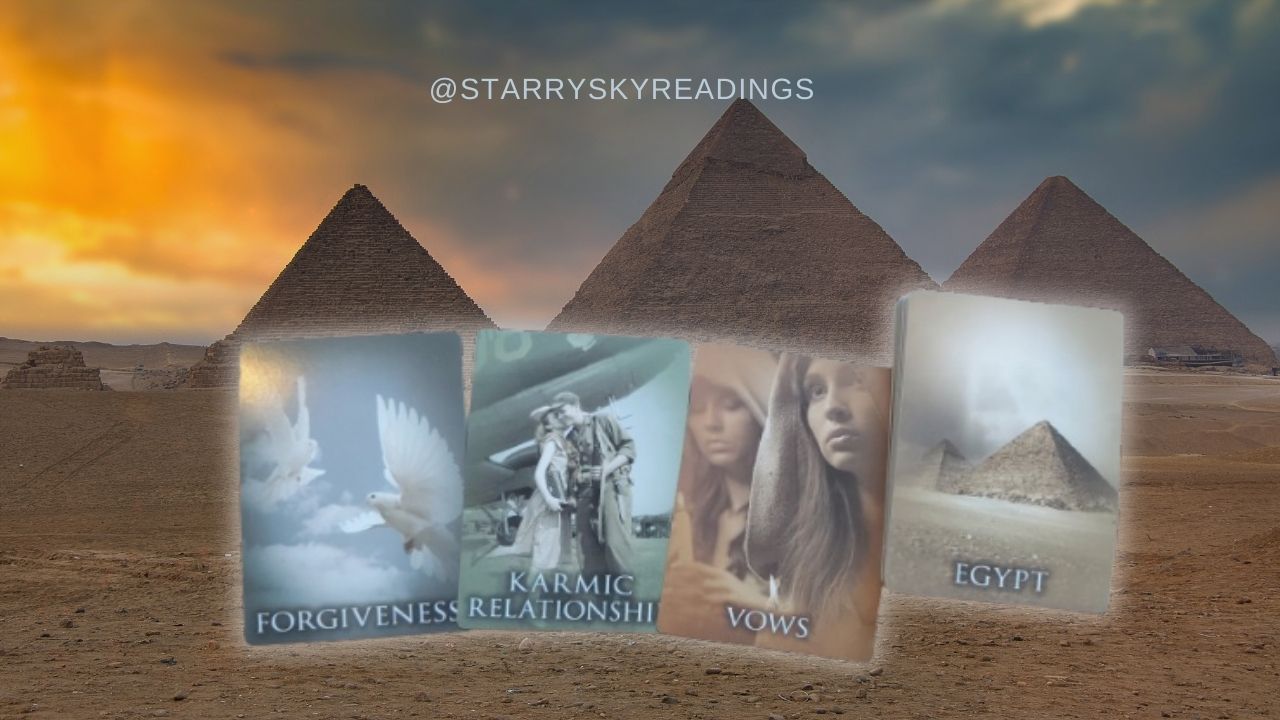 @STARRYSKYREADINGS
FORGIVENESS
KARMIC
RELATIONSHI
VOWS
EGYPT